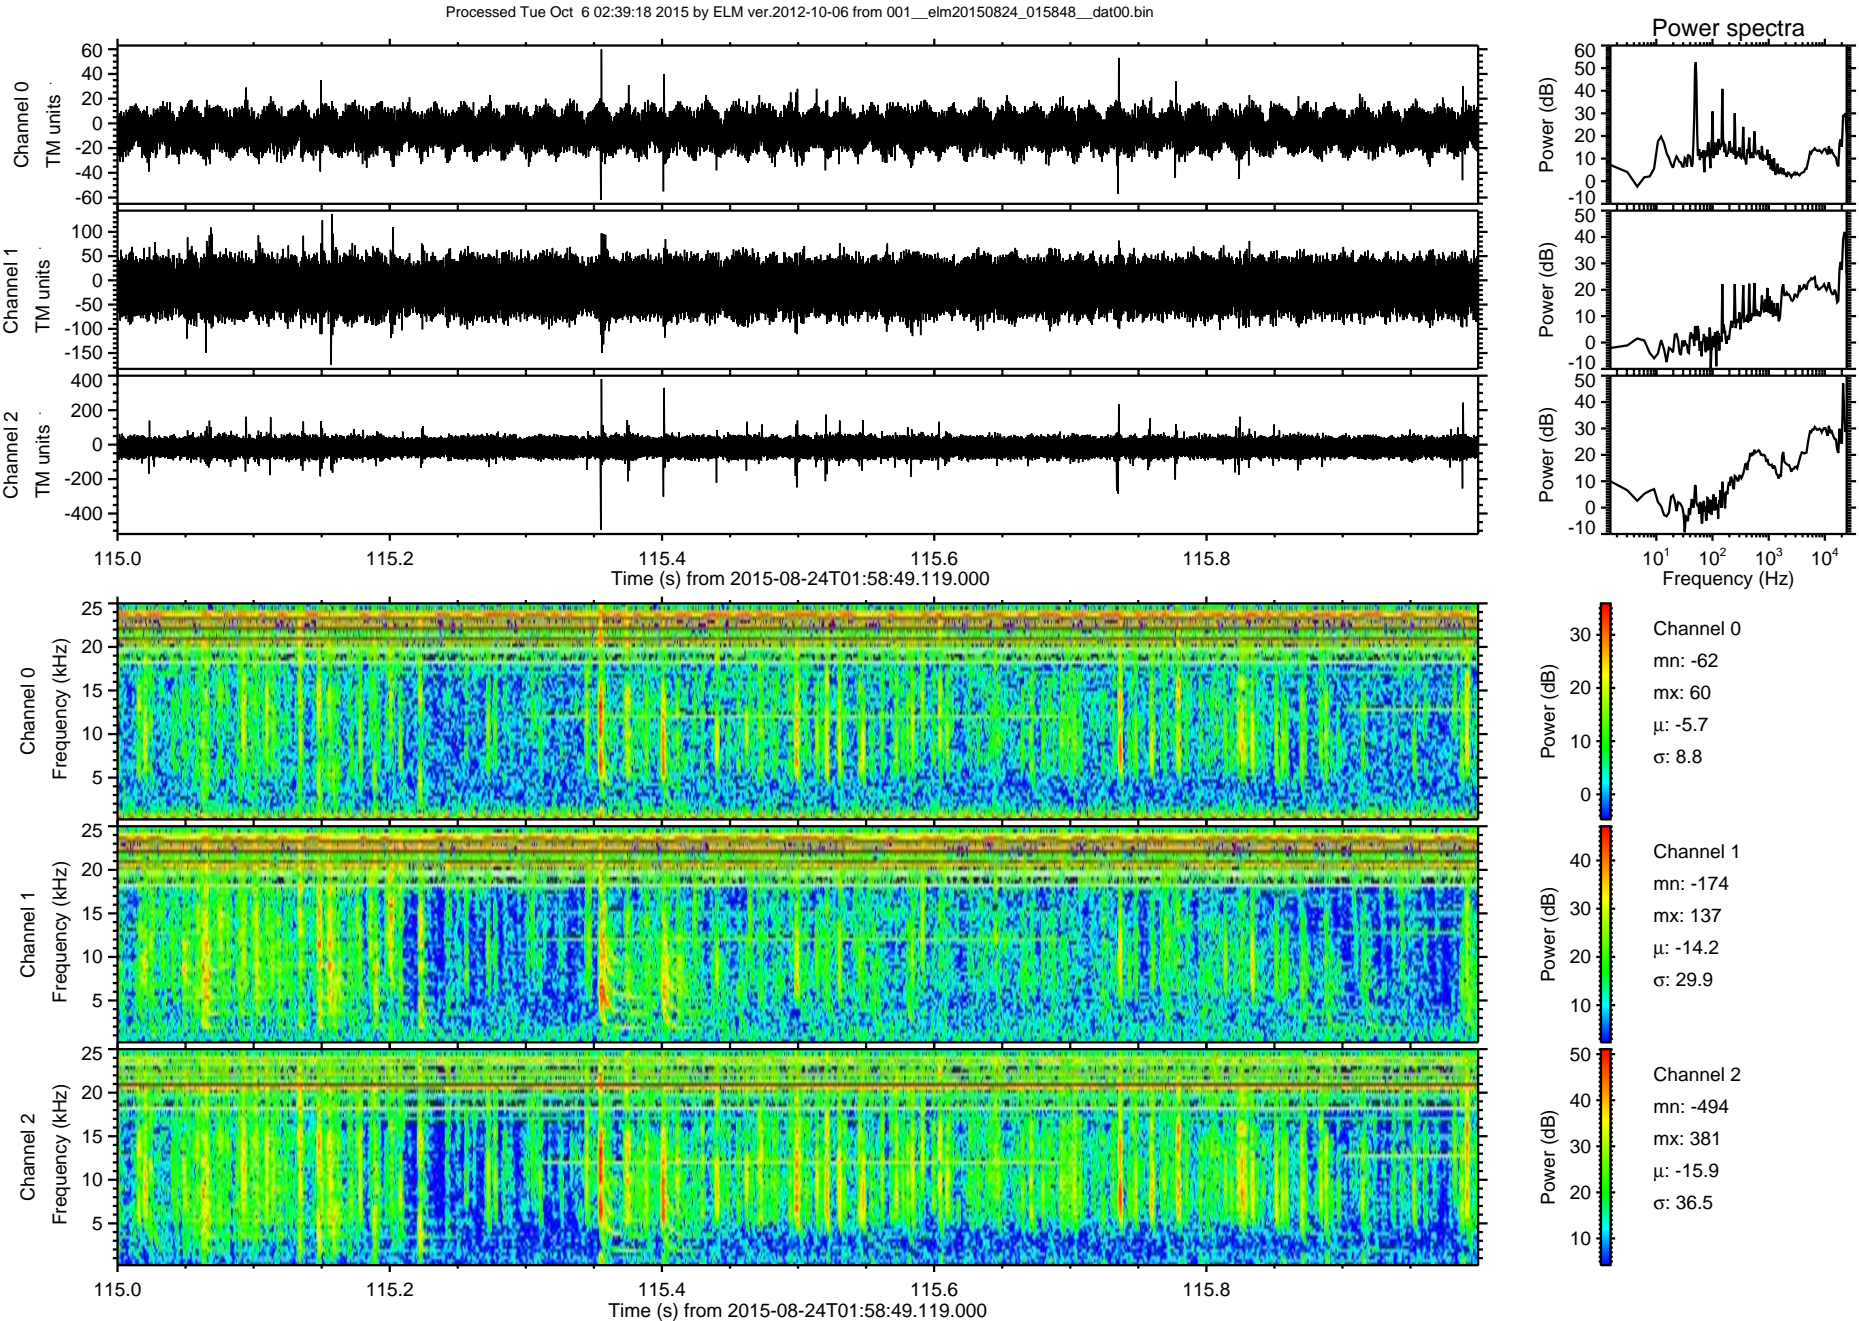 Processed Tue Oct 6 02:39:18 2015 by ELM ver.2012-10-06 from 001__elm20150824_015848__dat00.bin
Power spectra
Channel 0
TM units
60
40
20
0
-20
-40
-60
Channel 1
TM units
100
50
0
-50
-100
-150
Channel 2
TM units
400
200
0
-200
-400
115.0 115.2 115.4 115.6 115.8
Time (s) from 2015-08-24T01:58:49.119.000
Power (dB)
60
50
40
30
20
10
0
-10
Power (dB)
50
40
30
20
10
0
-10
Power (dB)
50
40
30
20
10
0
-10
10^1 10^2 10^3 10^4
Frequency (Hz)
Channel 0
Frequency (kHz)
25
20
15
10
5
Power (dB)
30
20
10
0
Channel 0
mn: -62
mx: 60
μ: -5.7
σ: 8.8
Channel 1
Frequency (kHz)
25
20
15
10
5
Power (dB)
40
30
20
10
Channel 1
mn: -174
mx: 137
μ: -14.2
σ: 29.9
Channel 2
Frequency (kHz)
25
20
15
10
5
Power (dB)
50
40
30
20
10
Channel 2
mn: -494
mx: 381
μ: -15.9
σ: 36.5
115.0 115.2 115.4 115.6 115.8
Time (s) from 2015-08-24T01:58:49.119.000